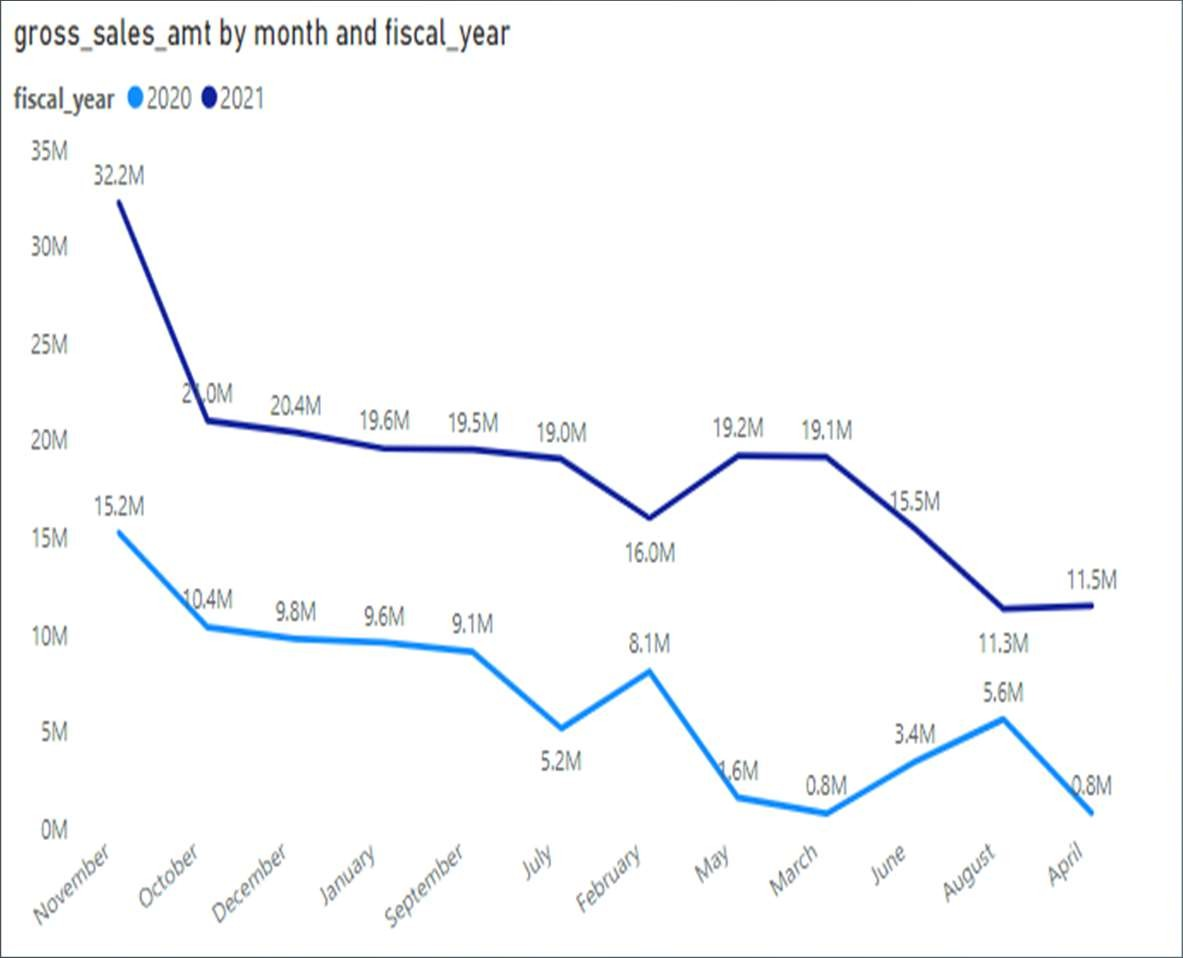 gross_sales_amt by month and fiscal_year
fiscal_year 2020 2021
35M
32.2M
30M
25M
21.0M
20.4M
19.6M
19.5M
19.0M
19.2M
19.1M
20M
15.5M
15.2M
16.0M
15M
11.5M
10.4M
9.8M
9.6M
9.1M
10M
8.1M
11.3M
5.6M
5M
5.2M
3.4M
1.6M
0.8M
0.8M
0M
November October December January September July February May March June August April